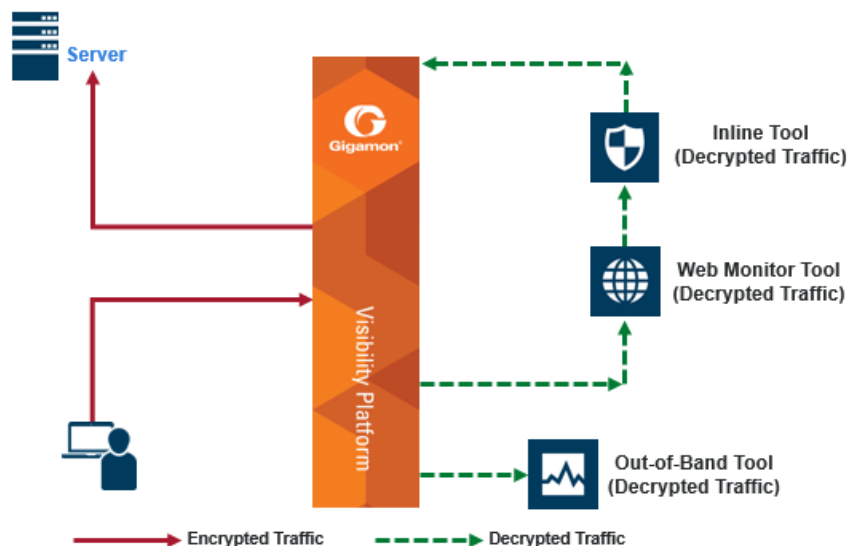 Server
Gigamon®
Visibility Platform
Inline Tool
(Decrypted Traffic)
Web Monitor Tool
(Decrypted Traffic)
Out-of-Band Tool
(Decrypted Traffic)
Encrypted Traffic
Decrypted Traffic